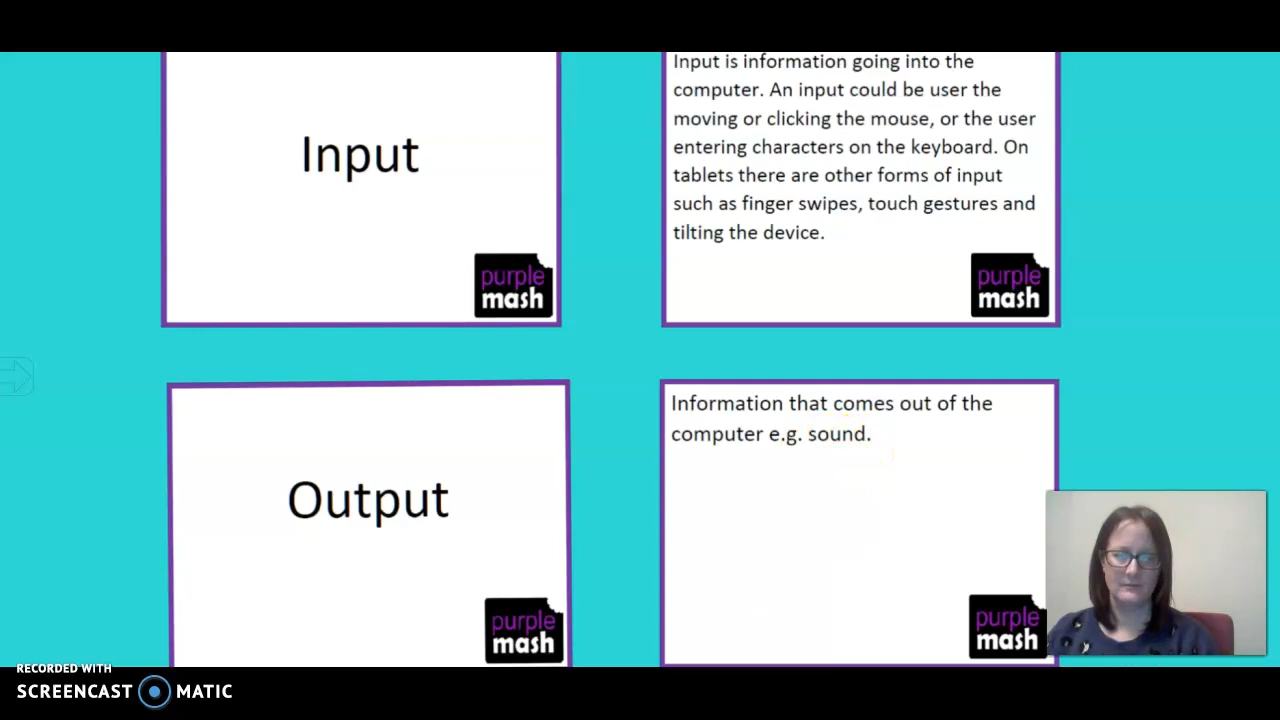 Input
Input is information going into the
computer. An input could be user the
moving or clicking the mouse, or the user
entering characters on the keyboard. On
tablets there are other forms of input
such as finger swipes, touch gestures and
tilting the device.
purple
mash
purple
mash
Output
Information that comes out of the
computer e.g. sound.
purple
mash
purple
mash
RECORDED WITH
SCREENCAST MATIC